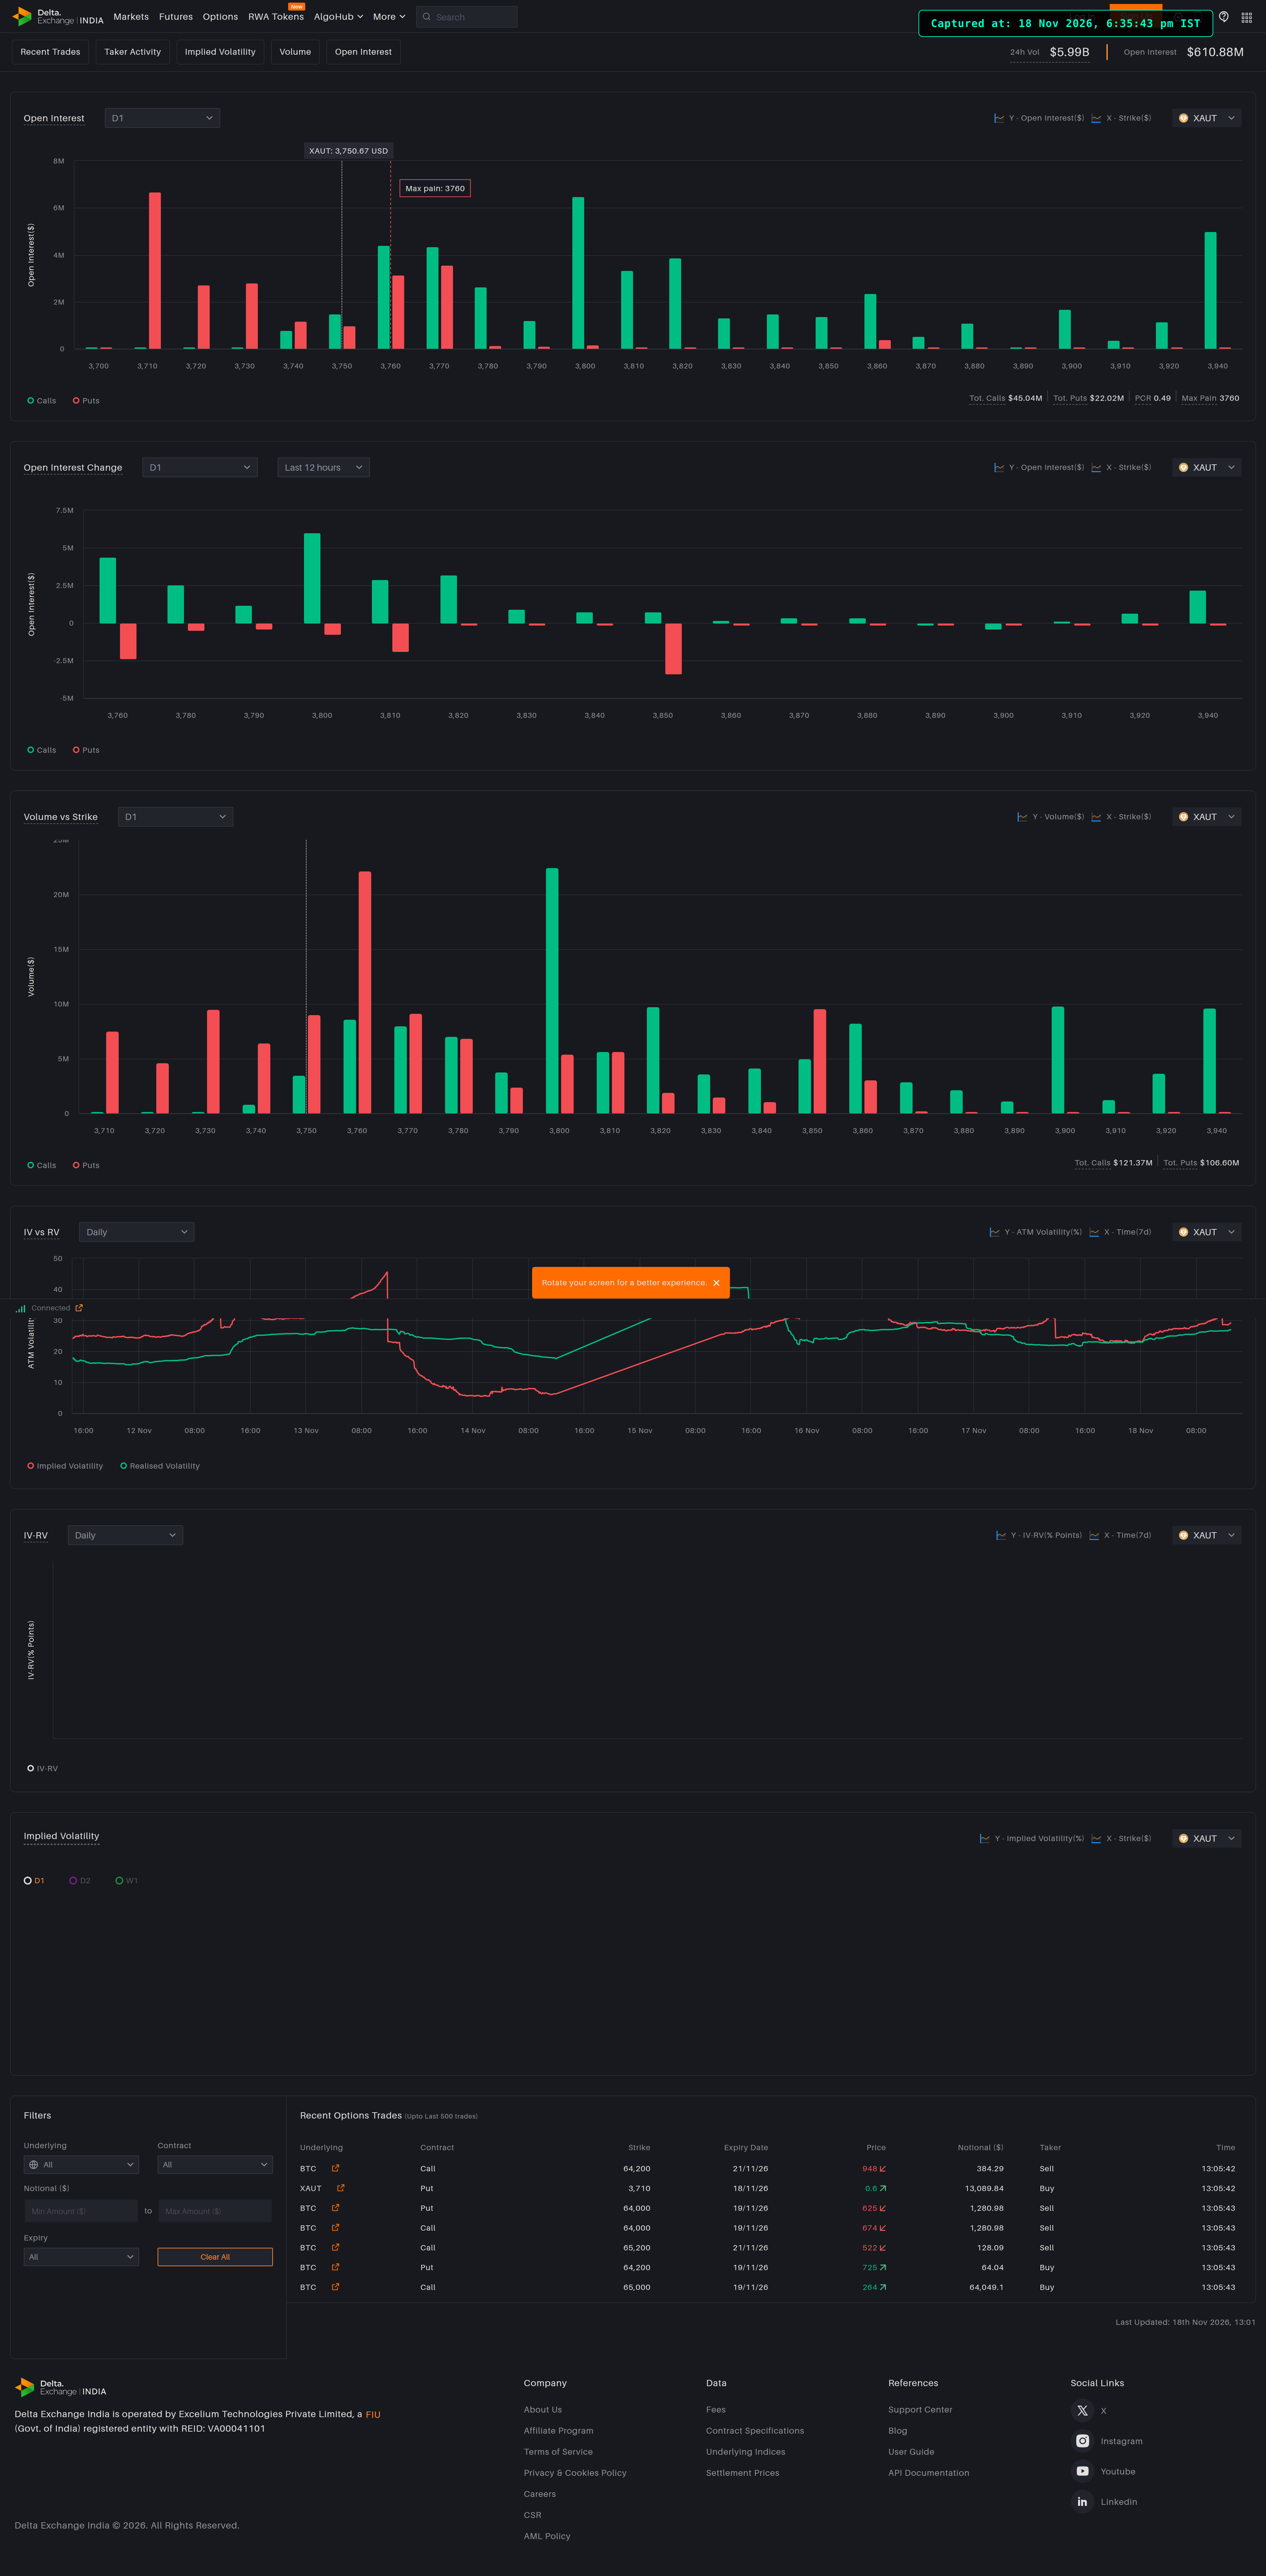 Delta. Exchange | INDIA
Markets Futures Options RWA Tokens New AlgoHub More Search
Captured at: 18 Nov 2026, 6:35:43 pm IST
Recent Trades Taker Activity Implied Volatility Volume Open Interest
24h Vol $5.99B Open Interest $610.88M
Open Interest D1 Y - Open Interest($) X - Strike($) XAUT
XAUT: 3,750.67 USD
Max pain: 3760
Open Interest($)
8M
6M
4M
2M
0
3,700 3,710 3,720 3,730 3,740 3,750 3,760 3,770 3,780 3,790 3,800 3,810 3,820 3,830 3,840 3,850 3,860 3,870 3,880 3,890 3,900 3,910 3,920 3,940
Calls Puts
Tot. Calls $45.04M Tot. Puts $22.02M PCR 0.49 Max Pain 3760
Open Interest Change D1 Last 12 hours Y - Open Interest($) X - Strike($) XAUT
Open Interest($)
7.5M
5M
2.5M
0
-2.5M
-5M
3,760 3,780 3,790 3,800 3,810 3,820 3,830 3,840 3,850 3,860 3,870 3,880 3,890 3,900 3,910 3,920 3,940
Calls Puts
Volume vs Strike D1 Y - Volume($) X - Strike($) XAUT
Volume($)
25M
20M
15M
10M
5M
0
3,710 3,720 3,730 3,740 3,750 3,760 3,770 3,780 3,790 3,800 3,810 3,820 3,830 3,840 3,850 3,860 3,870 3,880 3,890 3,900 3,910 3,920 3,940
Calls Puts
Tot. Calls $121.37M Tot. Puts $106.60M
IV vs RV Daily Y - ATM Volatility(%) X - Time(7d) XAUT
50
40
Rotate your screen for a better experience.
Connected
30
20
10
0
16:00 12 Nov 08:00 16:00 13 Nov 08:00 16:00 14 Nov 08:00 16:00 15 Nov 08:00 16:00 16 Nov 08:00 16:00 17 Nov 08:00 16:00 18 Nov 08:00
Implied Volatility Realised Volatility
IV-RV Daily Y - IV-RV(% Points) X - Time(7d) XAUT
IV-RV(% Points)
IV-RV
Implied Volatility Y - Implied Volatility(%) X - Strike($) XAUT
D1 D2 W1
Filters
Underlying Contract
All All
Notional ($)
Min Amount ($) to Max Amount ($)
Expiry
All Clear All
Recent Options Trades (Upto Last 500 trades)
Underlying Contract Strike Expiry Date Price Notional ($) Taker Time
BTC Call 64,200 21/11/26 948 384.29 Sell 13:05:42
XAUT Put 3,710 18/11/26 0.6 13,089.84 Buy 13:05:42
BTC Put 64,000 19/11/26 625 1,280.98 Sell 13:05:43
BTC Call 64,000 19/11/26 674 1,280.98 Sell 13:05:43
BTC Call 65,200 21/11/26 522 128.09 Sell 13:05:43
BTC Put 64,200 19/11/26 725 64.04 Buy 13:05:43
BTC Call 65,000 19/11/26 264 64,049.1 Buy 13:05:43
Last Updated: 18th Nov 2026, 13:01
Delta. Exchange | INDIA
Delta Exchange India is operated by Excelium Technologies Private Limited, a FIU
(Govt. of India) registered entity with REID: VA00041101
Delta Exchange India © 2026. All Rights Reserved.
Company
About Us
Affiliate Program
Terms of Service
Privacy & Cookies Policy
Careers
CSR
AML Policy
Data
Fees
Contract Specifications
Underlying Indices
Settlement Prices
References
Support Center
Blog
User Guide
API Documentation
Social Links
X
Instagram
Youtube
Linkedin